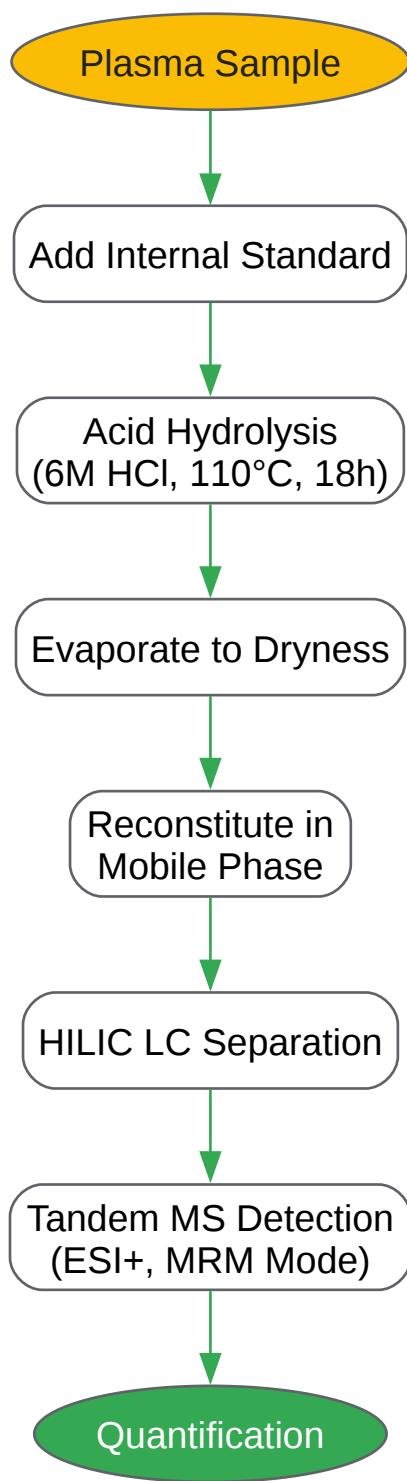 Plasma Sample
Add Internal Standard
Acid Hydrolysis
(6M HCl, 110°C, 18h)
Evaporate to Dryness
Reconstitute in
Mobile Phase
HILIC LC Separation
Tandem MS Detection
(ESI+, MRM Mode)
Quantification